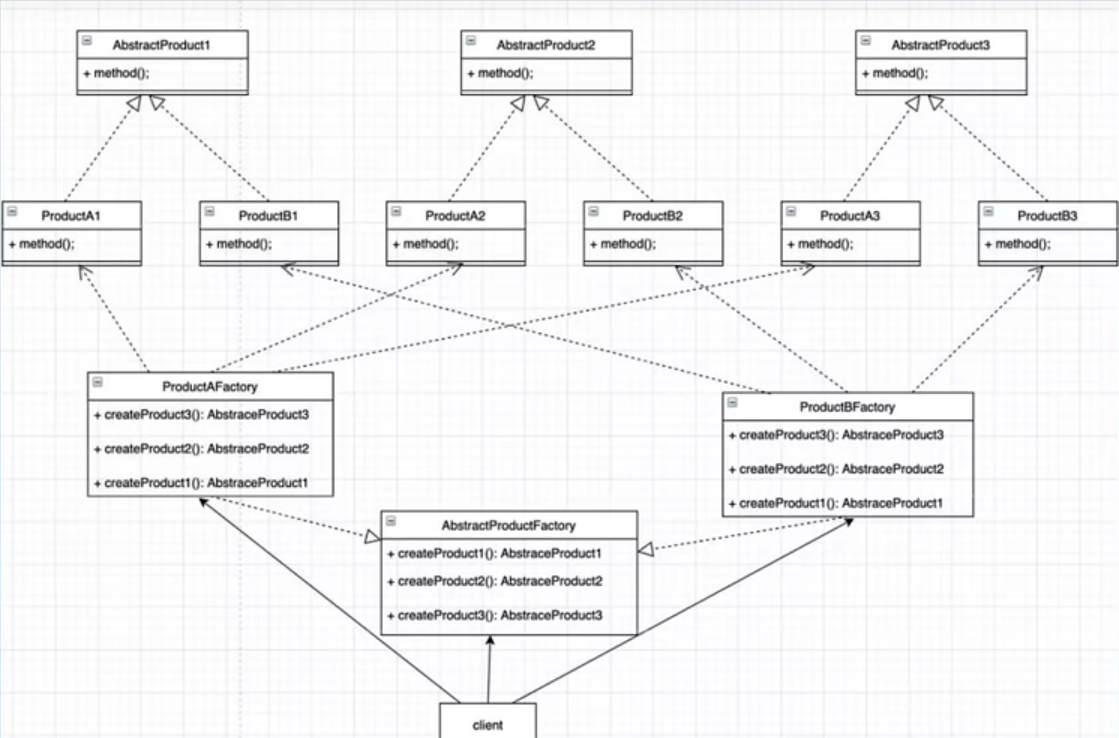 AbstractProduct1
+ method();
AbstractProduct2
+ method();
AbstractProduct3
+ method();
ProductA1
+ method();
ProductB1
+ method();
ProductA2
+ method();
ProductB2
+ method();
ProductA3
+ method();
ProductB3
+ method();
ProductAFactory
+ createProduct3(): AbstraceProduct3
+ createProduct2(): AbstraceProduct2
+ createProduct1(): AbstraceProduct1
ProductBFactory
+ createProduct3(): AbstraceProduct3
+ createProduct2(): AbstraceProduct2
+ createProduct1(): AbstraceProduct1
AbstractProductFactory
+ createProduct1(): AbstraceProduct1
+ createProduct2(): AbstraceProduct2
+ createProduct3(): AbstraceProduct3
client